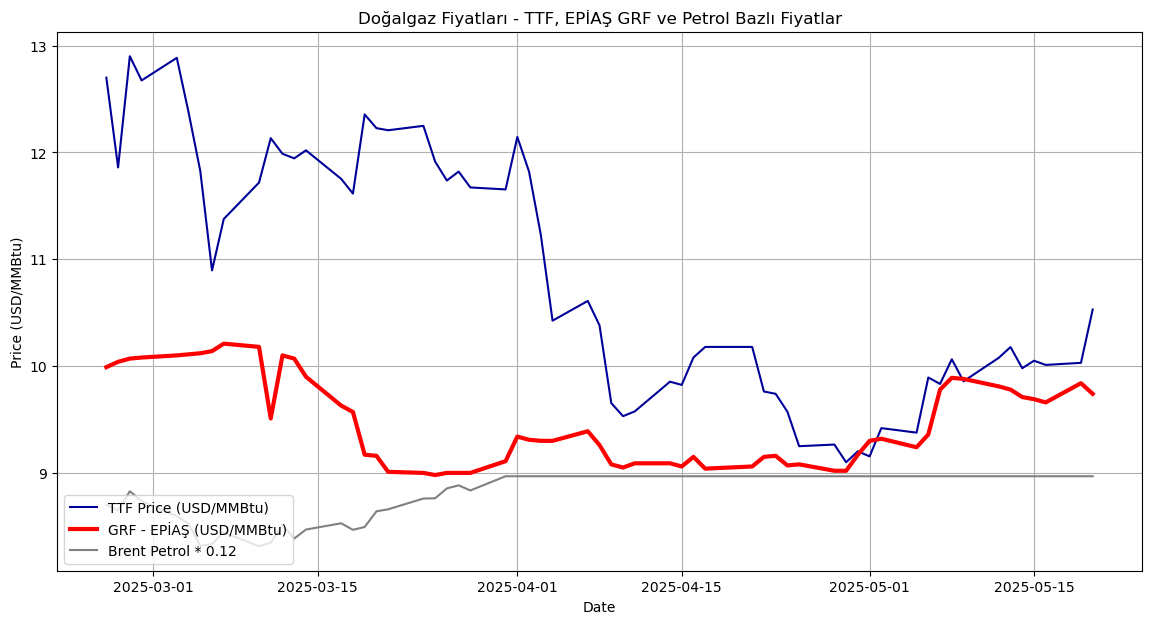 Doğalgaz Fiyatları - TTF, EPİAŞ GRF ve Petrol Bazlı Fiyatlar
Price (USD/MMBtu)
13
12
11
10
9
TTF Price (USD/MMBtu)
GRF - EPİAŞ (USD/MMBtu)
Brent Petrol * 0.12
2025-03-01 2025-03-15 2025-04-01 2025-04-15 2025-05-01 2025-05-15
Date